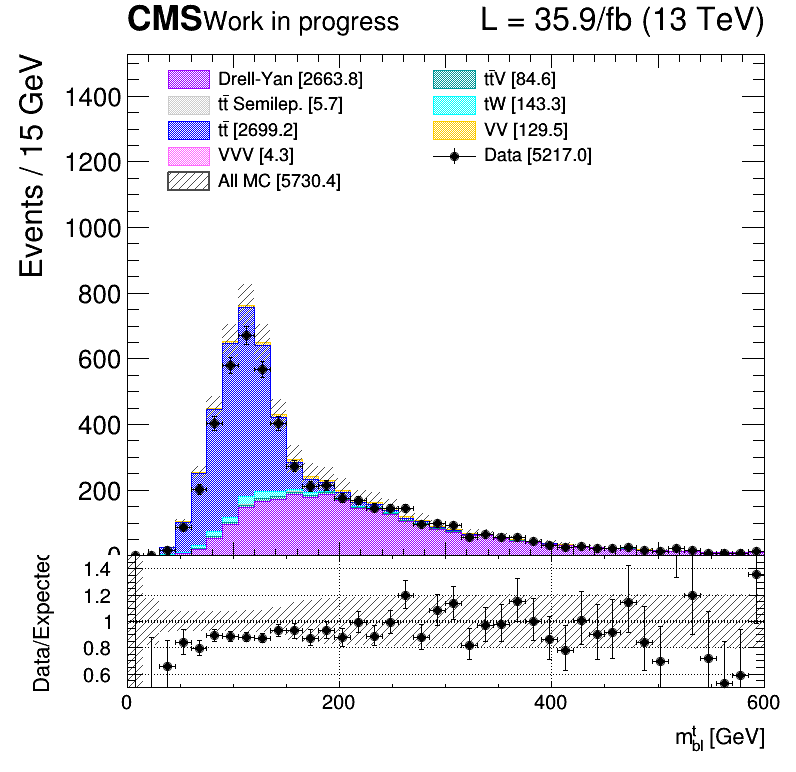 CMS Work in progress L = 35.9/fb (13 TeV)
Events / 15 GeV
Drell-Yan [2663.8] tt̄V [84.6]
tt̄ Semilep. [5.7] tW [143.3]
tt̄ [2699.2] VV [129.5]
VVV [4.3] Data [5217.0]
All MC [5730.4]
1400
1200
1000
800
600
400
200
0
Data/Expected
1.4
1.2
1
0.8
0.6
0 200 400 600
m^t_bl [GeV]